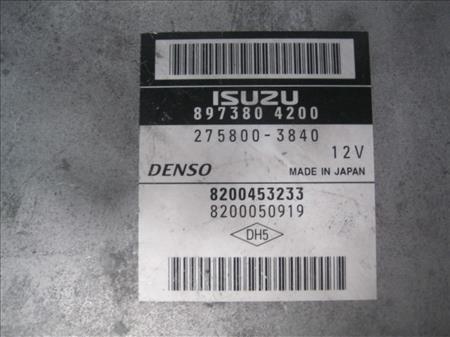 ISUZU
897380 4200
275800-3840
12V
DENSO MADE IN JAPAN
8200453233
8200050919
DH5